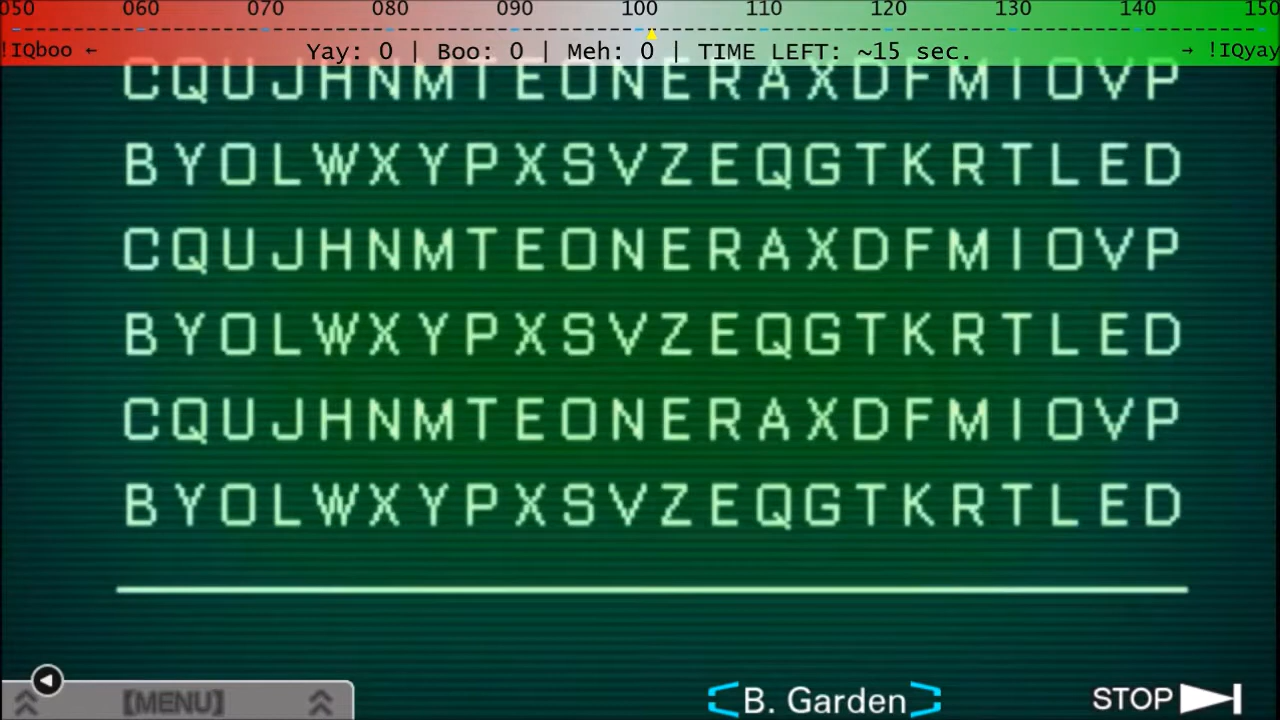 050 060 070 080 090 100 110 120 130 140 150
!IQboo ← Yay: 0 | Boo: 0 | Meh: 0 | TIME LEFT: ~15 sec. → !IQyay
CQUJHNMTEONERAXDFMIOVP
BYOLWXYPXSVZEQGTKRTLED
CQUJHNMTEONERAXDFMIOVP
BYOLWXYPXSVZEQGTKRTLED
CQUJHNMTEONERAXDFMIOVP
BYOLWXYPXSVZEQGTKRTLED
【MENU】 B. Garden STOP